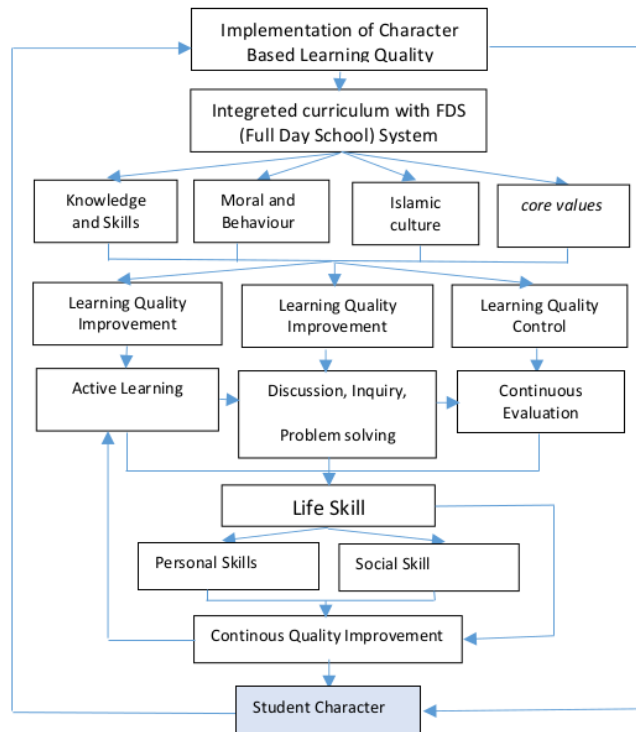 Implementation of Character
Based Learning Quality
Integreted curriculum with FDS
(Full Day School) System
Knowledge
and Skills
Moral and
Behaviour
Islamic
culture
core values
Learning Quality
Improvement
Learning Quality
Improvement
Learning Quality
Control
Active Learning
Discussion, Inquiry,
Problem solving
Continuous
Evaluation
Life Skill
Personal Skills
Social Skill
Continous Quality Improvement
Student Character